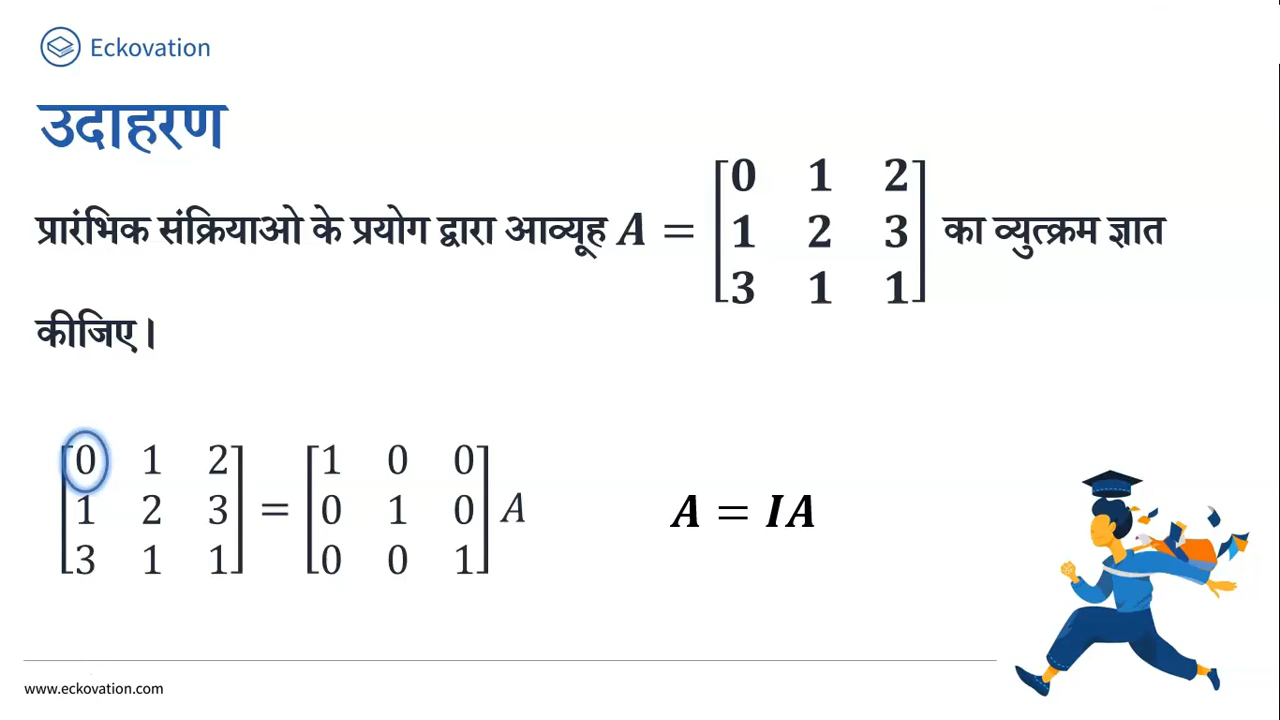 Eckovation
उदाहरण
प्रारंभिक संक्रियाओ के प्रयोग द्वारा आव्यूह A = [0 1 2; 1 2 3; 3 1 1] का व्युत्क्रम ज्ञात
कीजिए।
[0 1 2; 1 2 3; 3 1 1] = [1 0 0; 0 1 0; 0 0 1] A    A = IA
www.eckovation.com